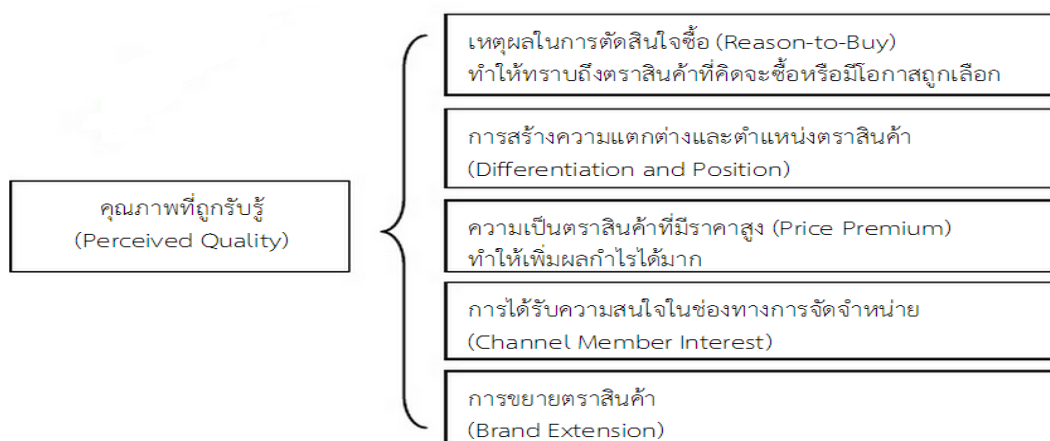 คุณภาพที่ถูกรับรู้
(Perceived Quality)
เหตุผลในการตัดสินใจซื้อ (Reason-to-Buy)
ทำให้ทราบถึงตราสินค้าที่คิดจะซื้อหรือมีโอกาสถูกเลือก
การสร้างความแตกต่างและตำแหน่งตราสินค้า
(Differentiation and Position)
ความเป็นตราสินค้าที่มีราคาสูง (Price Premium)
ทำให้เพิ่มผลกำไรได้มาก
การได้รับความสนใจในช่องทางการจัดจำหน่าย
(Channel Member Interest)
การขยายตราสินค้า
(Brand Extension)